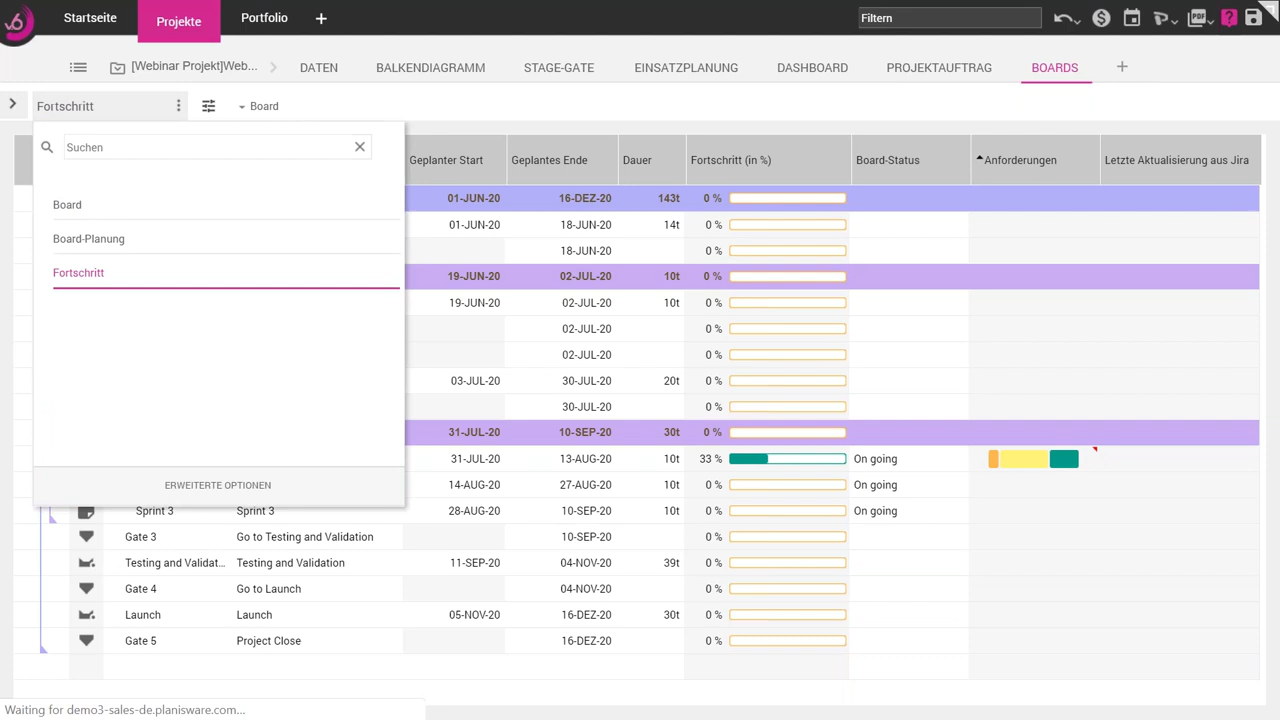 v6 Startseite Projekte Portfolio + Filtern PDF ?
[Webinar Projekt]Web... DATEN BALKENDIAGRAMM STAGE-GATE EINSATZPLANUNG DASHBOARD PROJEKTAUFTRAG BOARDS +
Fortschritt Board
Suchen
Board
Board-Planung
Fortschritt
ERWEITERTE OPTIONEN
Geplanter Start Geplantes Ende Dauer Fortschritt (in %) Board-Status Anforderungen Letzte Aktualisierung aus Jira
01-JUN-20 16-DEZ-20 143t 0 %
01-JUN-20 18-JUN-20 14t 0 %
18-JUN-20 0 %
19-JUN-20 02-JUL-20 10t 0 %
19-JUN-20 02-JUL-20 10t 0 %
02-JUL-20 0 %
02-JUL-20 0 %
03-JUL-20 30-JUL-20 20t 0 %
30-JUL-20 0 %
31-JUL-20 10-SEP-20 30t 0 %
31-JUL-20 13-AUG-20 10t 33 % On going
14-AUG-20 27-AUG-20 10t 0 % On going
Sprint 3 Sprint 3 28-AUG-20 10-SEP-20 10t 0 % On going
Gate 3 Go to Testing and Validation 10-SEP-20 0 %
Testing and Validat... Testing and Validation 11-SEP-20 04-NOV-20 39t 0 %
Gate 4 Go to Launch 04-NOV-20 0 %
Launch Launch 05-NOV-20 16-DEZ-20 30t 0 %
Gate 5 Project Close 16-DEZ-20 0 %
Waiting for demo3-sales-de.planisware.com...